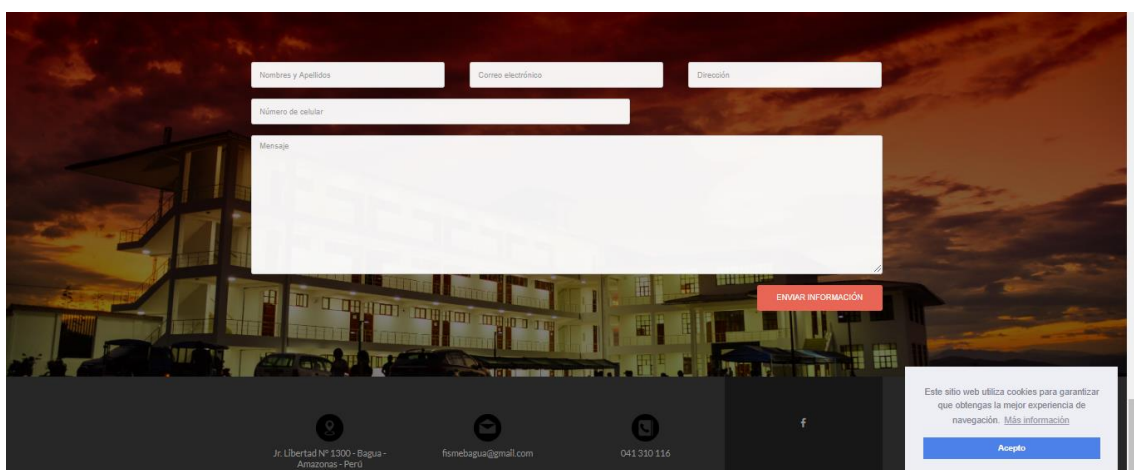 Nombres y Apellidos
Correo electrónico
Dirección
Número de celular
Mensaje
ENVIAR INFORMACIÓN
Jr. Libertad N° 1300 - Bagua -
Amazonas - Perú
fismebagua@gmail.com
041 310 116
f
Este sitio web utiliza cookies para garantizar
que obtengas la mejor experiencia de
navegación. Más información
Acepto